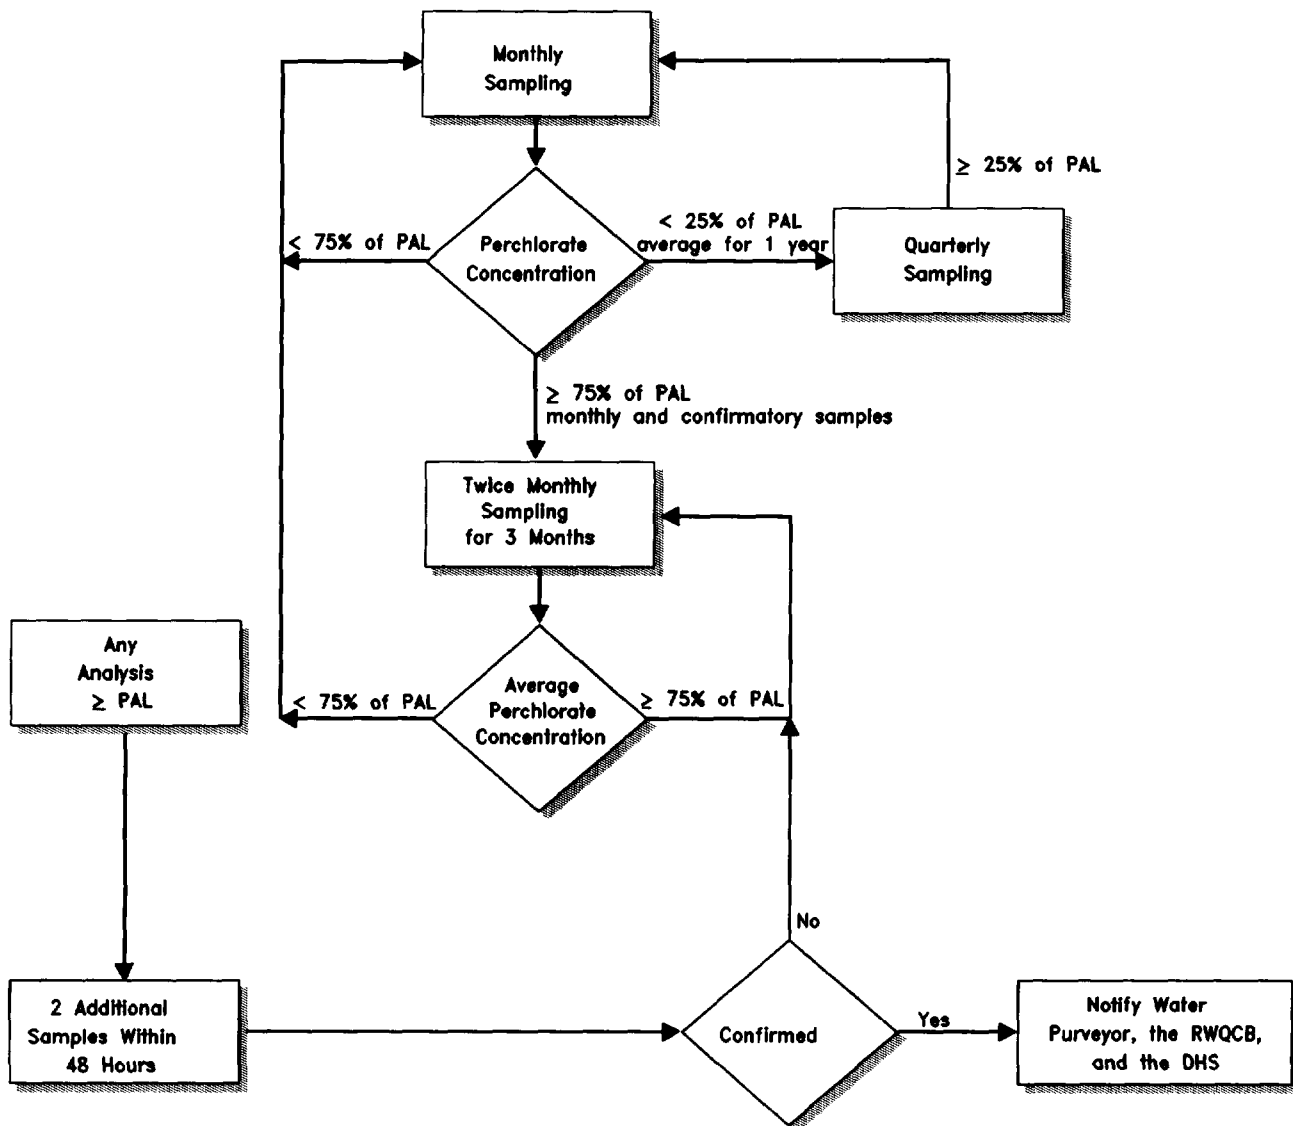 Monthly
Sampling
≥ 25% of PAL
< 75% of PAL
Perchlorate
Concentration
< 25% of PAL
average for 1 year
Quarterly
Sampling
≥ 75% of PAL
monthly and confirmatory samples
Twice Monthly
Sampling
for 3 Months
Any
Analysis
≥ PAL
< 75% of PAL
Average
Perchlorate
Concentration
≥ 75% of PAL
No
2 Additional
Samples Within
48 Hours
Confirmed
Yes
Notify Water
Purveyor, the RWQCB,
and the DHS